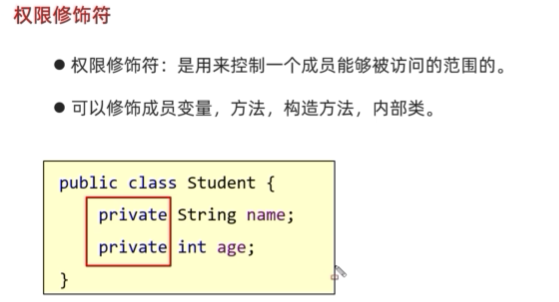 权限修饰符
● 权限修饰符：是用来控制一个成员能够被访问的范围的。
● 可以修饰成员变量，方法，构造方法，内部类。
public class Student {
private String name;
private int age;
}